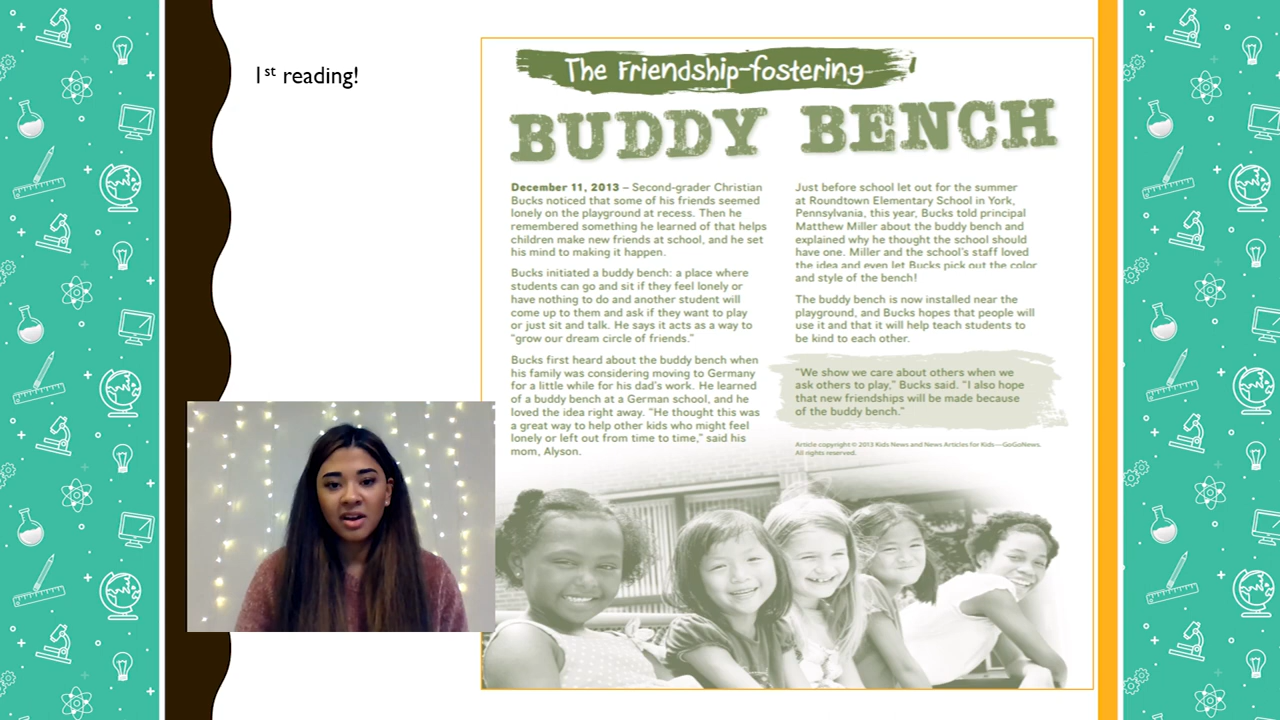 1st reading!
The Friendship-fostering
BUDDY BENCH
December 11, 2013 – Second-grader Christian
Bucks noticed that some of his friends seemed
lonely on the playground at recess. Then he
remembered something he learned of that helps
children make new friends at school, and he set
his mind to making it happen.
Bucks initiated a buddy bench: a place where
students can go and sit if they feel lonely or
have nothing to do and another student will
come up to them and ask if they want to play
or just sit and talk. He says it acts as a way to
“grow our dream circle of friends.”
Bucks first heard about the buddy bench when
his family was considering moving to Germany
for a little while for his dad’s work. He learned
of a buddy bench at a German school, and he
loved the idea right away. “He thought this was
a great way to help other kids who might feel
lonely or left out from time to time,” said his
mom, Alyson.
Just before school let out for the summer
at Roundtown Elementary School in York,
Pennsylvania, this year, Bucks told principal
Matthew Miller about the buddy bench and
explained why he thought the school should
have one. Miller and the school’s staff loved
the idea and even let Bucks pick out the color
and style of the bench!
The buddy bench is now installed near the
playground, and Bucks hopes that people will
use it and that it will help teach students to
be kind to each other.
“We show we care about others when we
ask others to play,” Bucks said. “I also hope
that new friendships will be made because
of the buddy bench.”
Article copyright © 2013 Kids News and News Articles for Kids—GoGoNews.
All rights reserved.